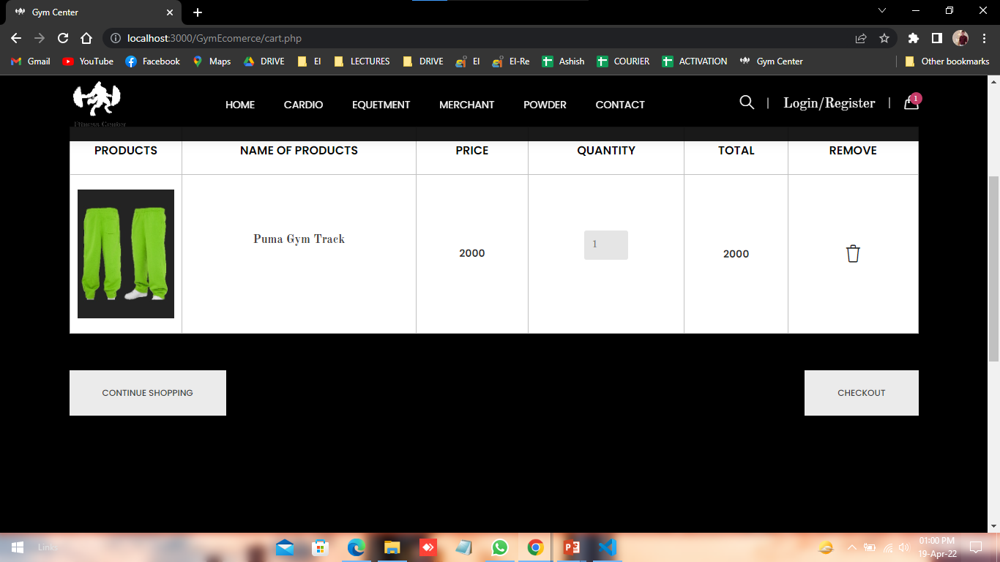 Gym Center
localhost:3000/GymEcomerce/cart.php
Gmail YouTube Facebook Maps DRIVE EI LECTURES DRIVE EI EI-Re Ashish COURIER ACTIVATION Gym Center Other bookmarks
Fitness Center
HOME CARDIO EQUETMENT MERCHANT POWDER CONTACT | Login/Register | 1
PRODUCTS NAME OF PRODUCTS PRICE QUANTITY TOTAL REMOVE
Puma Gym Track 2000 1 2000
CONTINUE SHOPPING CHECKOUT
Links
01:00 PM
19-Apr-22